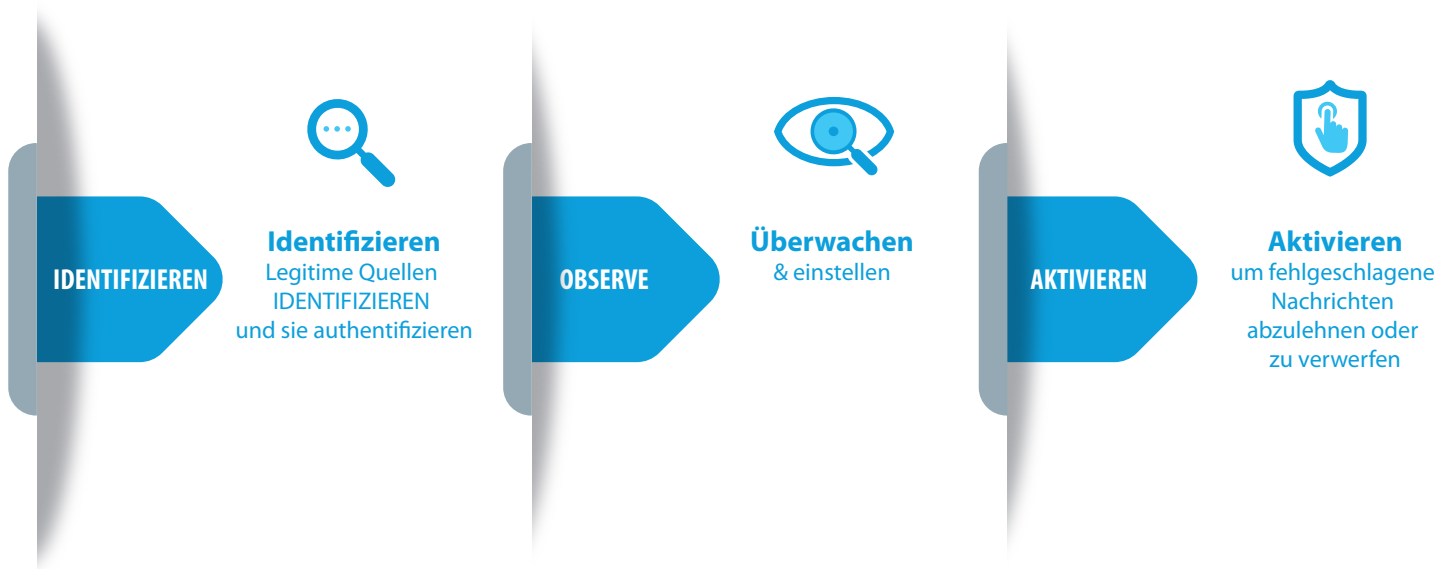 IDENTIFIZIEREN
Identifizieren
Legitime Quellen
IDENTIFIZIEREN
und sie authentifizieren
OBSERVE
Überwachen
& einstellen
AKTIVIEREN
Aktivieren
um fehlgeschlagene
Nachrichten
abzulehnen oder
zu verwerfen